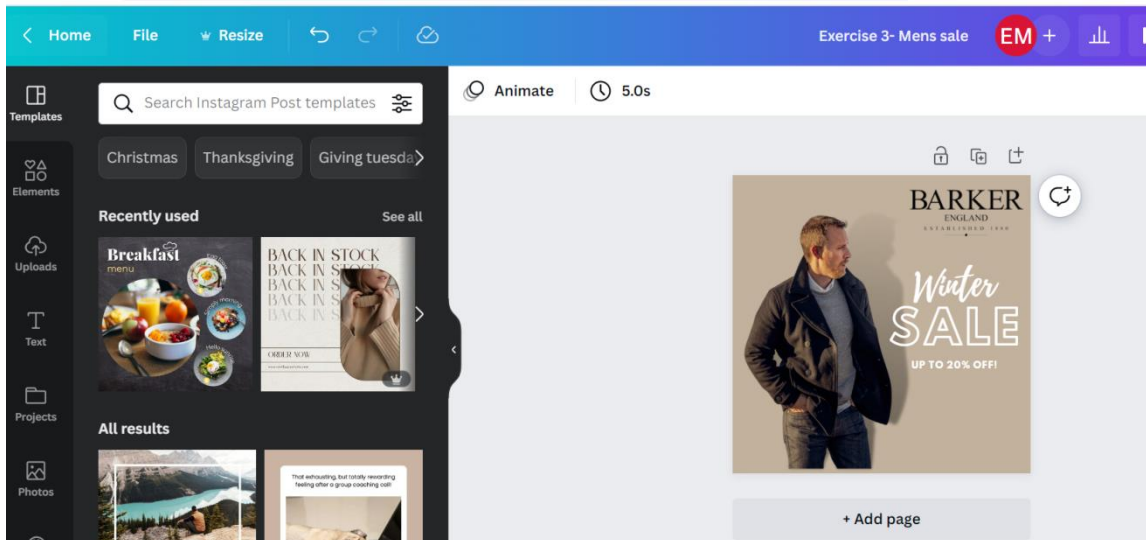 Home File Resize Exercise 3- Mens sale EM +
Templates
Search Instagram Post templates
Animate 5.0s
Christmas Thanksgiving Giving tuesda
Elements
Recently used See all
Uploads
Text
Projects
Photos
Breakfast
menu
BACK IN STOCK
BACK IN STOCK
BACK IN S
BACK IN S
BACK IN S
ORDER NOW
All results
That exhausting, but totally rewarding
feeling after a group coaching call!
BARKER
ENGLAND
ESTABLISHED 1880
Winter
SALE
UP TO 20% OFF!
+ Add page